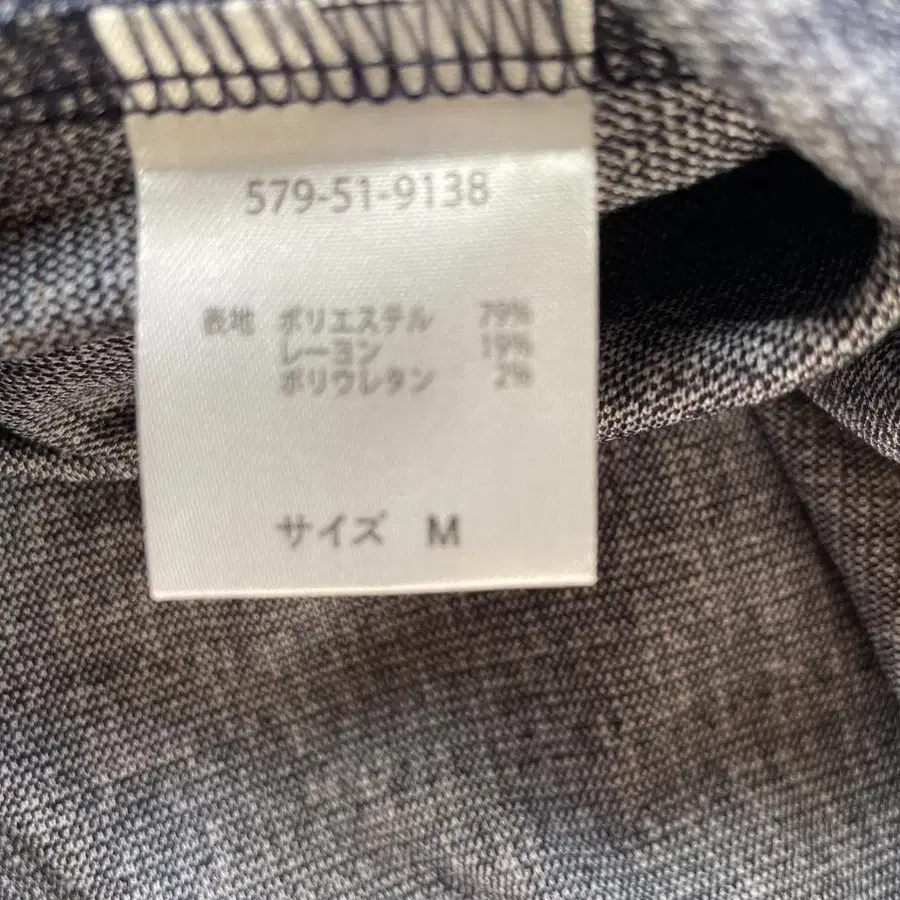 579-51-9138
表地 ポリエステル 79%
レーヨン 19%
ポリウレタン 2%
サイズ M